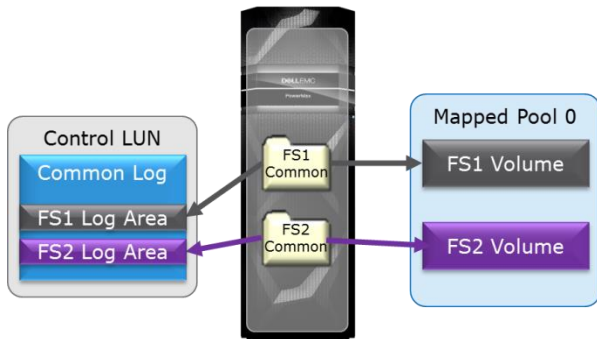 Control LUN
Common Log
FS1 Log Area
FS2 Log Area
DELLEMC
PowerMax
FS1
Common
FS2
Common
Mapped Pool 0
FS1 Volume
FS2 Volume